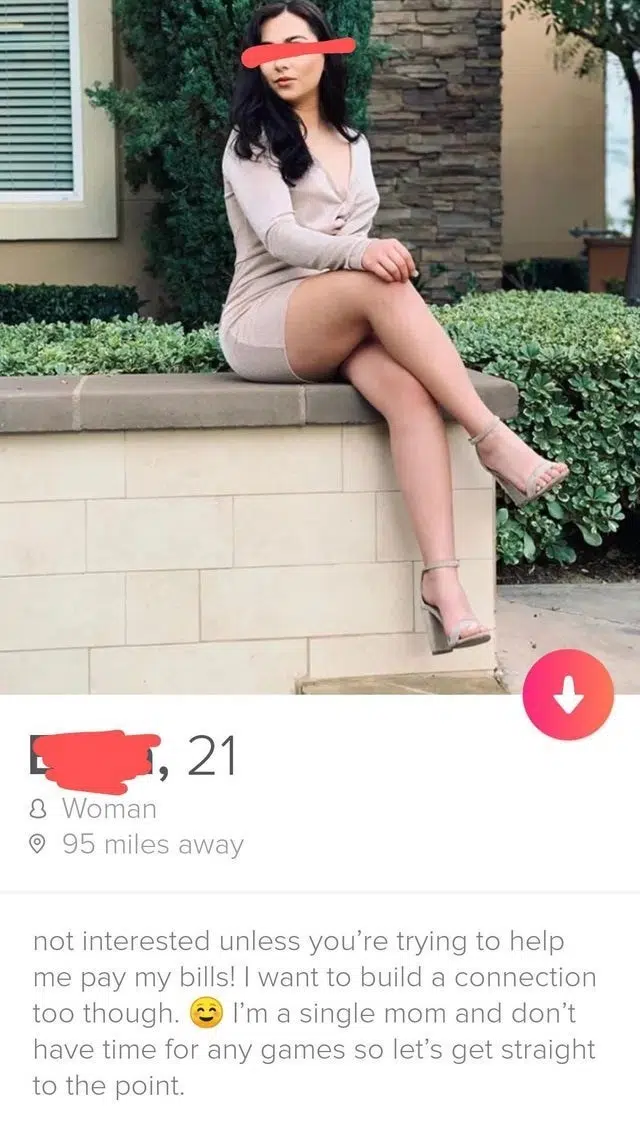 , 21
Woman
95 miles away
not interested unless you’re trying to help
me pay my bills! I want to build a connection
too though. 😊 I’m a single mom and don’t
have time for any games so let’s get straight
to the point.